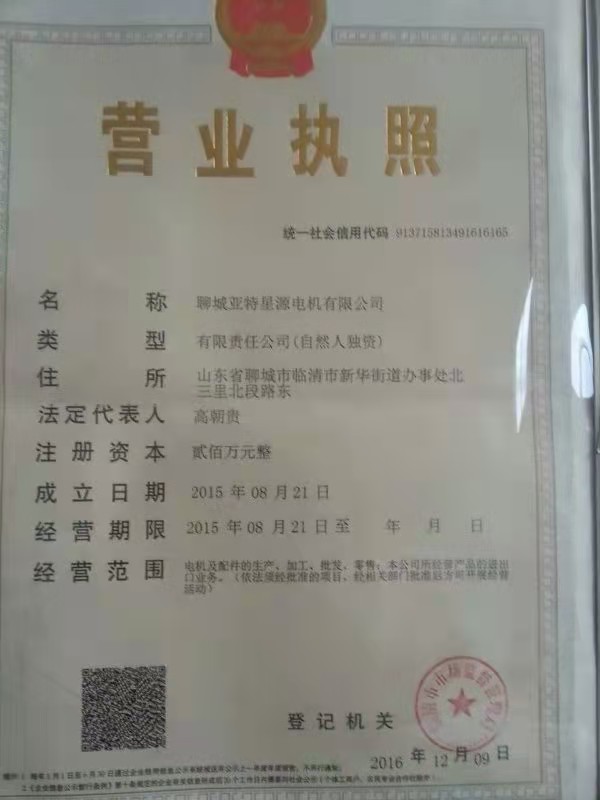 营业执照
统一社会信用代码 913715813491616165
名称 聊城亚特星源电机有限公司
类型 有限责任公司(自然人独资)
住所 山东省聊城市临清市新华街道办事处北
三里北段路东
法定代表人 高朝贵
注册资本 贰佰万元整
成立日期 2015 年 08 月 21 日
经营期限 2015 年 08 月 21 日 至 年 月 日
经营范围 电机及配件的生产、加工、批发、零售;本公司所经营产品的进出
口业务。(依法须经批准的项目,经相关部门批准后方可开展经营
活动)
登记机关
2016 年 12 月 09 日